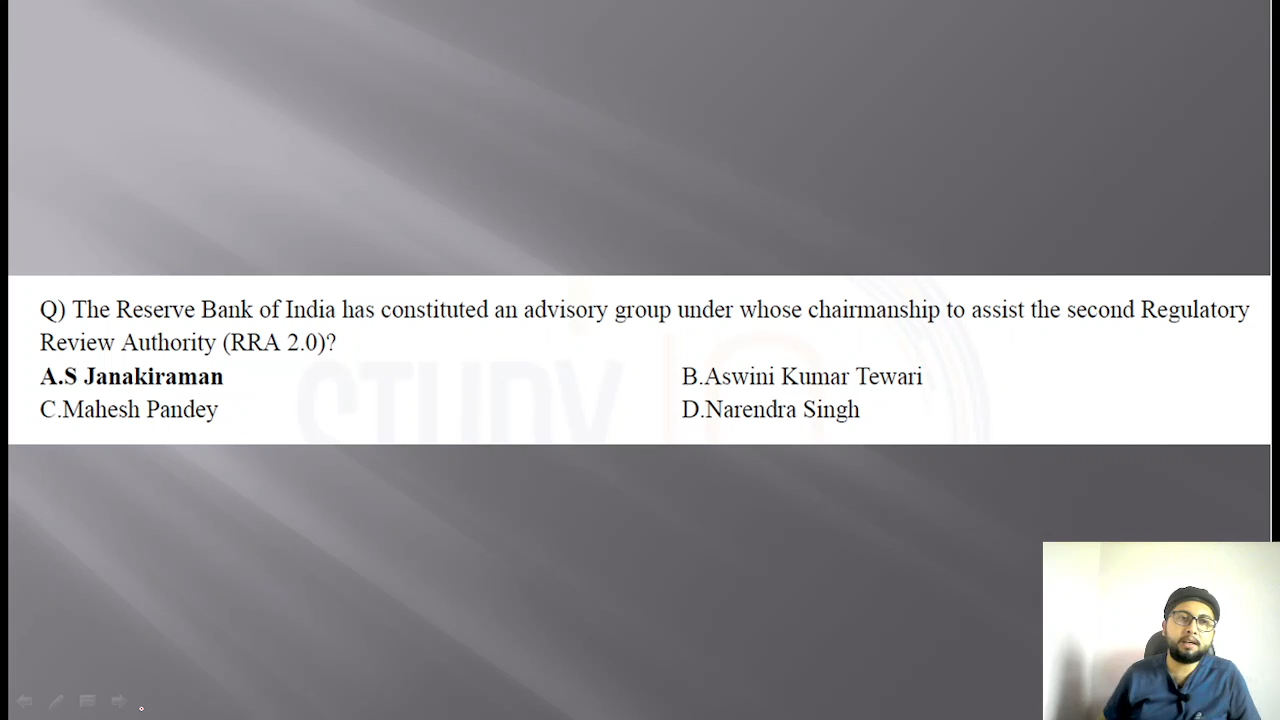 Q) The Reserve Bank of India has constituted an advisory group under whose chairmanship to assist the second Regulatory
Review Authority (RRA 2.0)?
A.S Janakiraman
B.Aswini Kumar Tewari
C.Mahesh Pandey
D.Narendra Singh
STUDY